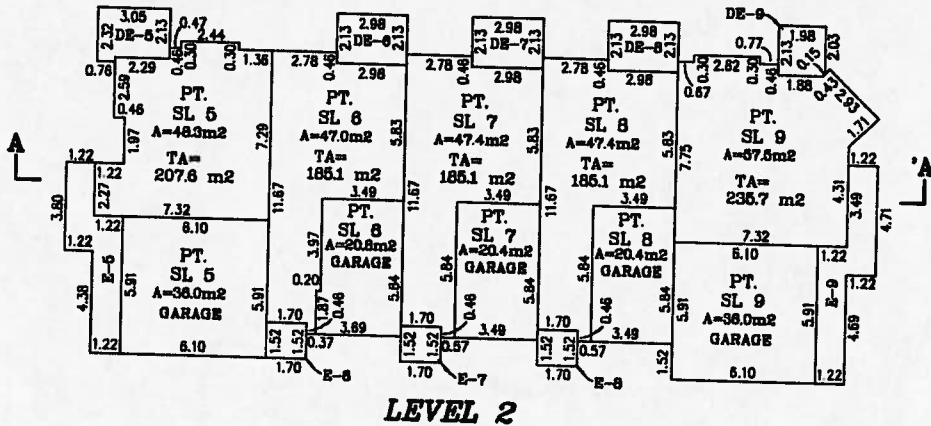 3.05
2.32
DE-5
2.13
0.47
2.44
0.46
0.30
0.30
0.76
2.29
1.36
2.78
0.46
2.13
2.98
DE-6
2.13
2.98
2.78
0.46
2.13
2.98
DE-7
2.13
2.98
2.78
0.46
2.13
2.98
DE-8
2.13
2.98
0.67
0.30
2.82
0.77
0.30
0.46
DE-9
1.98
2.13
2.03
0.15
1.88
0.43
2.93
1.71
2.59
0.46
1.97
PT.
SL 5
A=48.3m2
TA=
207.6 m2
7.29
11.67
PT.
SL 6
A=47.0m2
TA=
185.1 m2
5.83
11.67
PT.
SL 7
A=47.4m2
TA=
185.1 m2
5.83
11.67
PT.
SL 8
A=47.4m2
TA=
185.1 m2
5.83
7.75
PT.
SL 9
A=57.5m2
TA=
235.7 m2
A
'A
1.22
1.22
3.80
2.27
7.32
1.22
6.10
1.22
4.38
E-5
5.91
PT.
SL 5
A=36.0m2
GARAGE
5.91
1.22
6.10
3.49
3.97
PT.
SL 6
A=20.8m2
GARAGE
0.20
1.87
0.46
5.84
1.70
1.52
1.52
0.37
3.69
1.70
E-6
3.49
PT.
SL 7
A=20.4m2
GARAGE
5.84
5.84
0.46
1.70
1.52
1.52
0.57
3.49
1.70
E-7
3.49
PT.
SL 8
A=20.4m2
GARAGE
5.84
5.84
0.46
1.70
1.52
1.52
0.57
3.49
1.70
E-8
1.22
4.31
3.49
4.71
7.32
6.10
1.22
PT.
SL 9
A=36.0m2
GARAGE
5.91
5.91
E-9
1.22
4.69
1.52
6.10
1.22
LEVEL 2